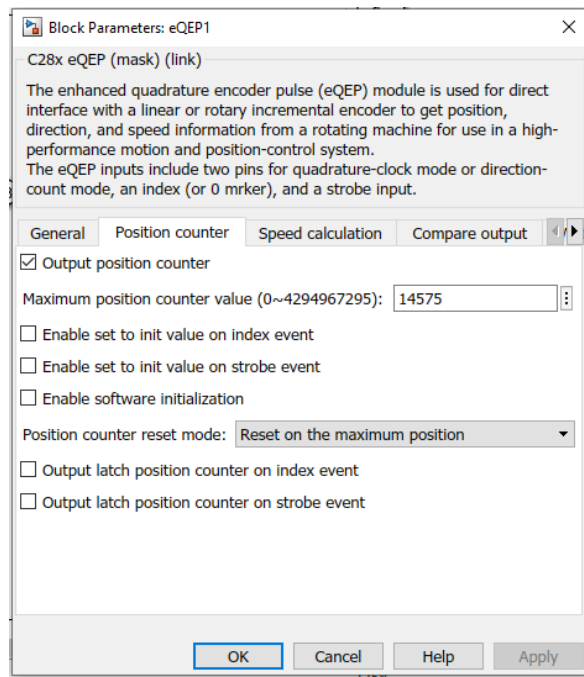 Block Parameters: eQEP1
C28x eQEP (mask) (link)
The enhanced quadrature encoder pulse (eQEP) module is used for direct
interface with a linear or rotary incremental encoder to get position,
direction, and speed information from a rotating machine for use in a high-
performance motion and position-control system.
The eQEP inputs include two pins for quadrature-clock mode or direction-
count mode, an index (or 0 mrker), and a strobe input.
General Position counter Speed calculation Compare output
Output position counter
Maximum position counter value (0~4294967295): 14575
Enable set to init value on index event
Enable set to init value on strobe event
Enable software initialization
Position counter reset mode: Reset on the maximum position
Output latch position counter on index event
Output latch position counter on strobe event
OK Cancel Help Apply